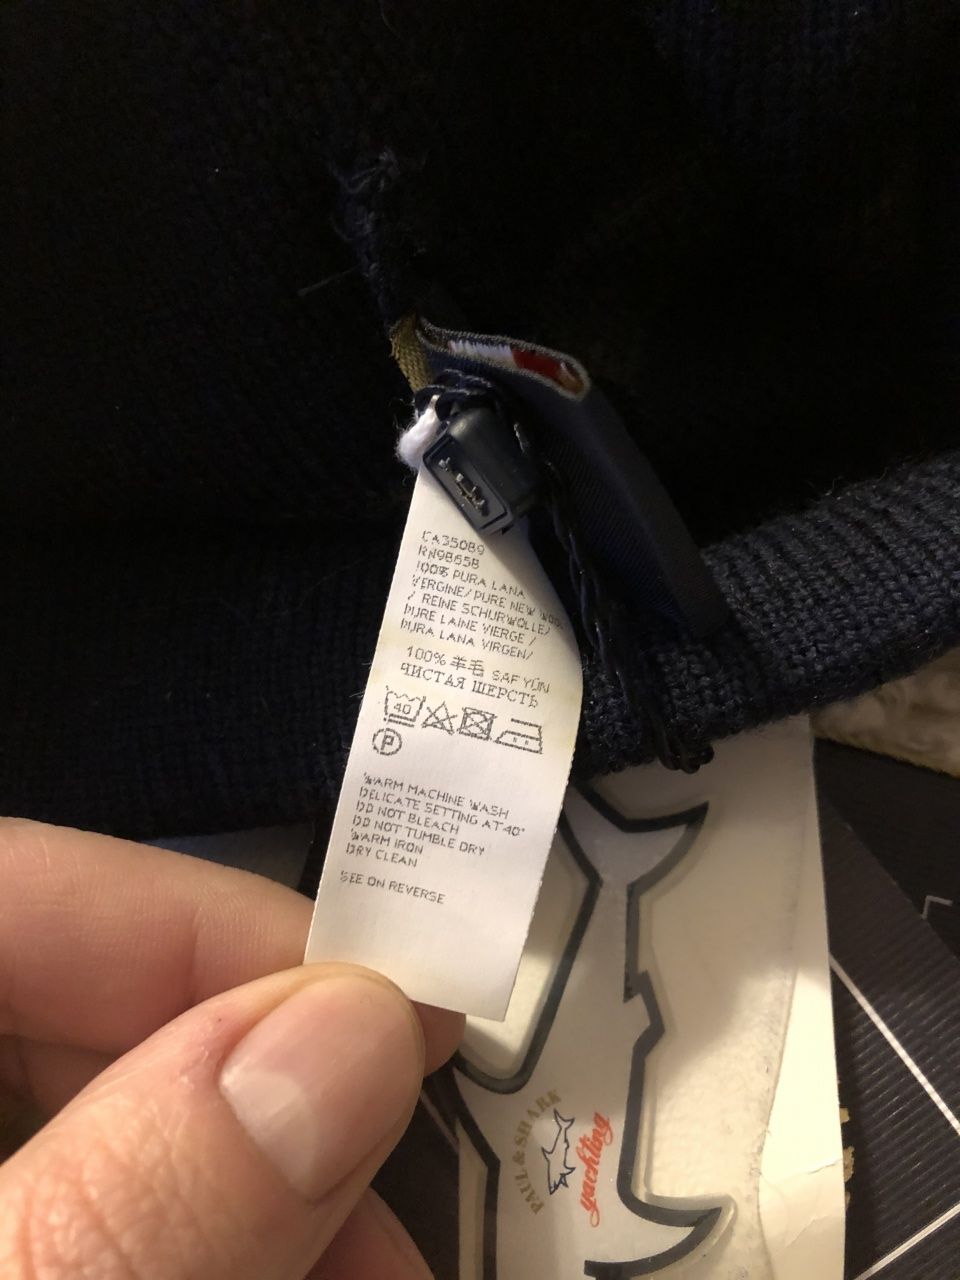 CA35089
RN98658
100% PURA LANA
VERGINE/ PURE NEW WOOL
/ REINE SCHURWOLLE/
PURE LAINE VIERGE /
PURA LANA VIRGEN/
100% 羊毛 SAF YÜN
ЧИСТАЯ ШЕРСТЬ
40
P
WARM MACHINE WASH
DELICATE SETTING AT 40°
DO NOT BLEACH
DO NOT TUMBLE DRY
WARM IRON
DRY CLEAN
SEE ON REVERSE
PAUL & SHARK
yachting